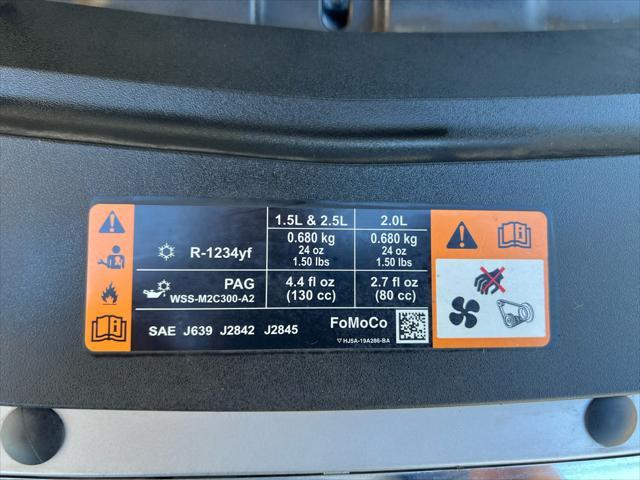 1.5L & 2.5L 2.0L
R-1234yf 0.680 kg 0.680 kg
24 oz 24 oz
1.50 lbs 1.50 lbs
PAG 4.4 fl oz 2.7 fl oz
WSS-M2C300-A2 (130 cc) (80 cc)
SAE J639 J2842 J2845 FoMoCo
HJ5A-19A286-BA